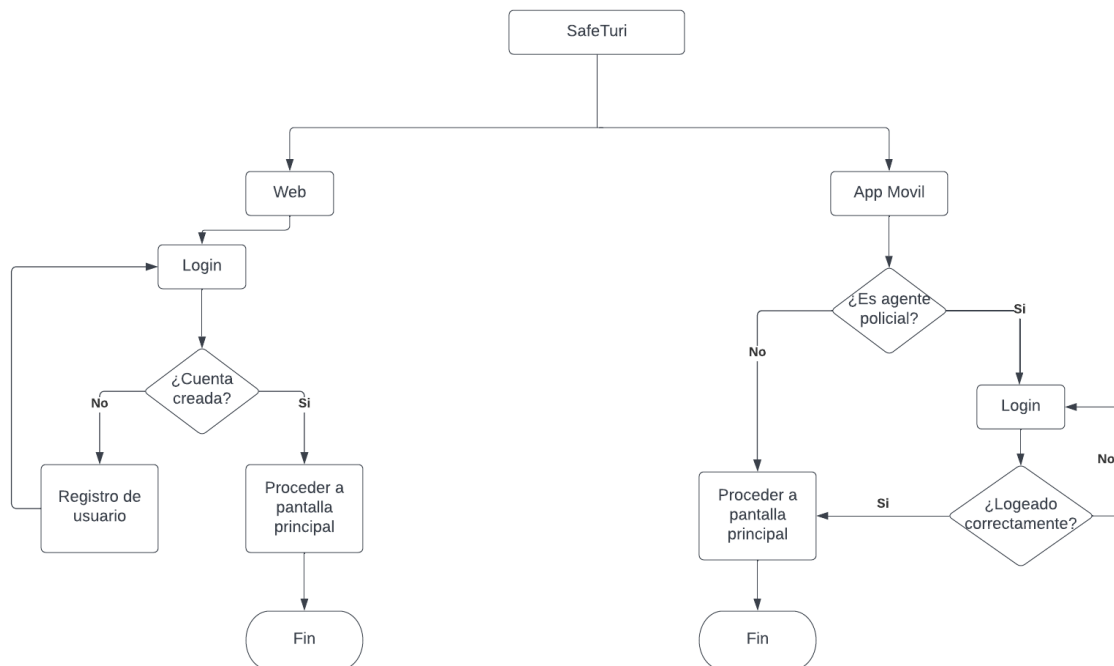 SafeTuri
Web
App Movil
Login
¿Es agente
policial?
Si
No
¿Cuenta
creada?
No
Si
Login
No
Registro de
usuario
Proceder a
pantalla
principal
Proceder a
pantalla
principal
Si
¿Logeado
correctamente?
Fin
Fin